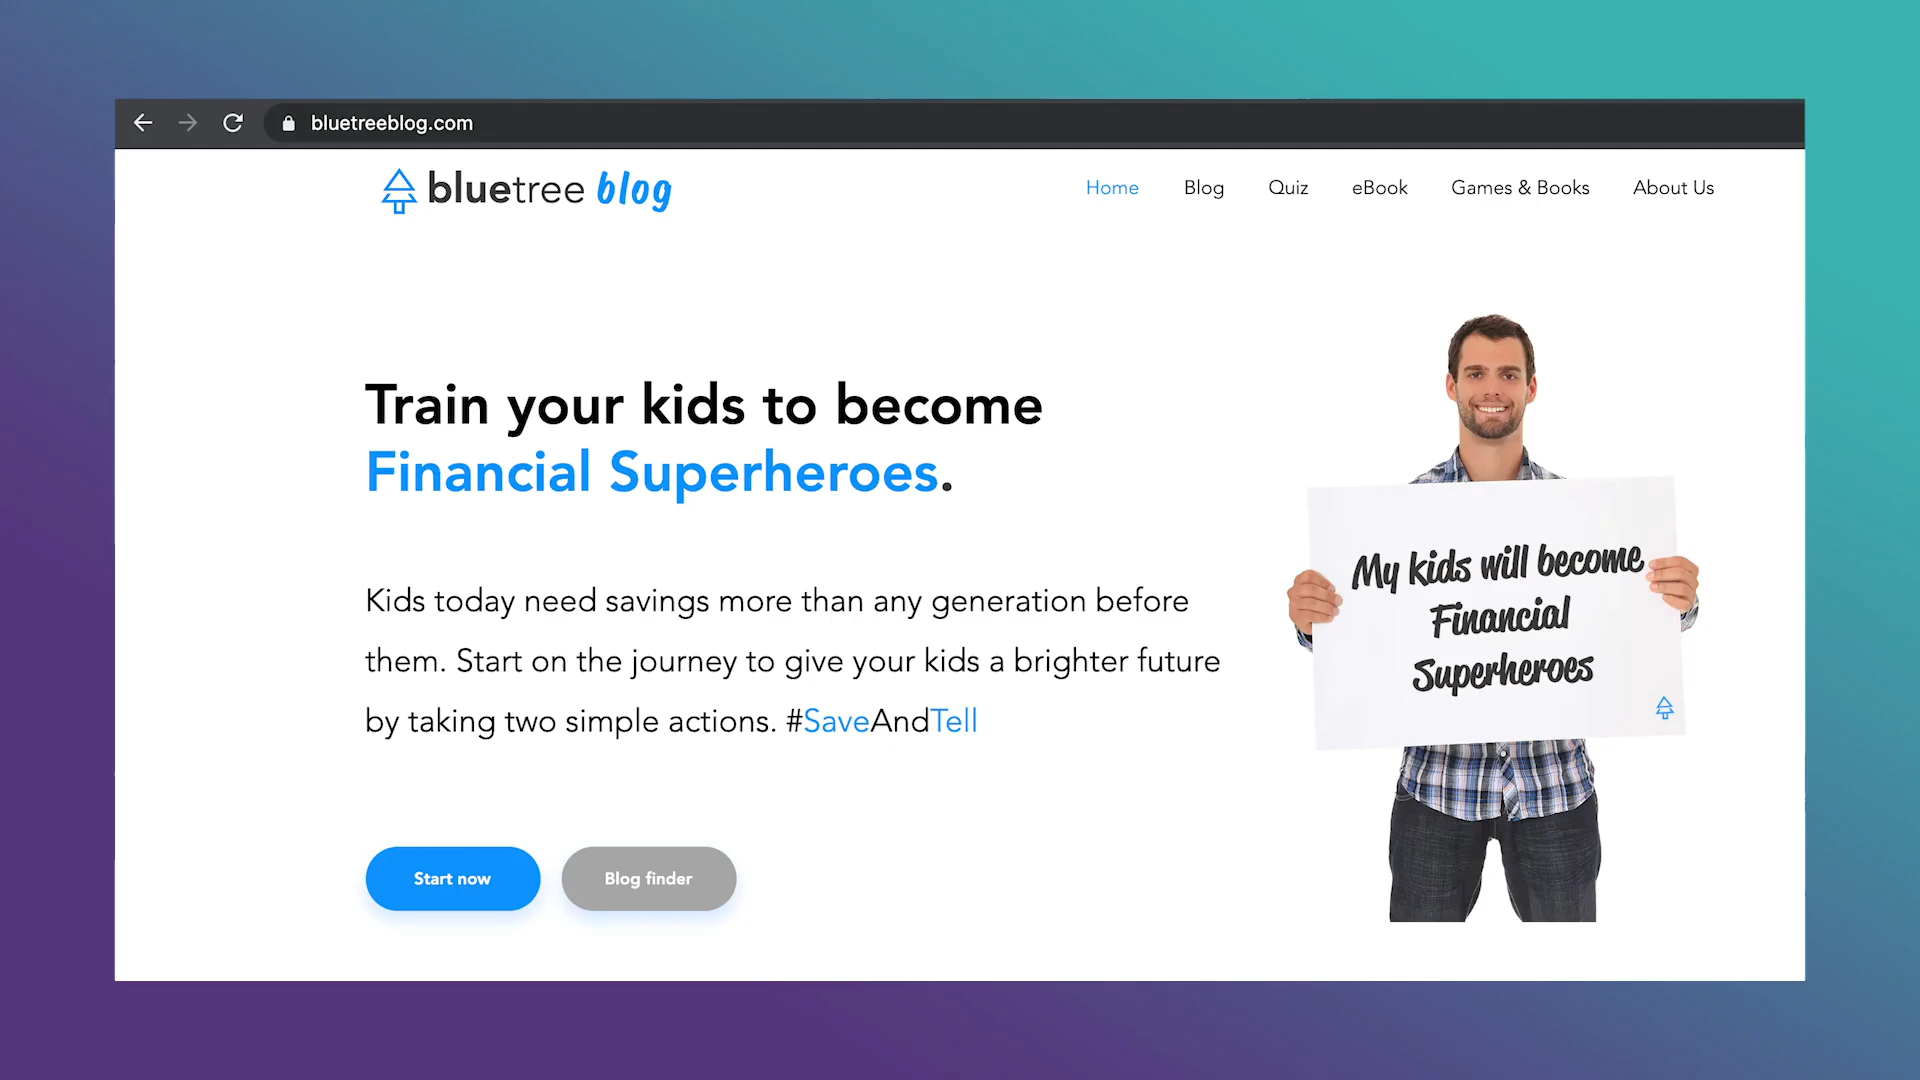 bluetreeblog.com
bluetree blog
Home Blog Quiz eBook Games & Books About Us
Train your kids to become
Financial Superheroes.
Kids today need savings more than any generation before
them. Start on the journey to give your kids a brighter future
by taking two simple actions. #SaveAndTell
My kids will become
Financial
Superheroes
Start now
Blog finder